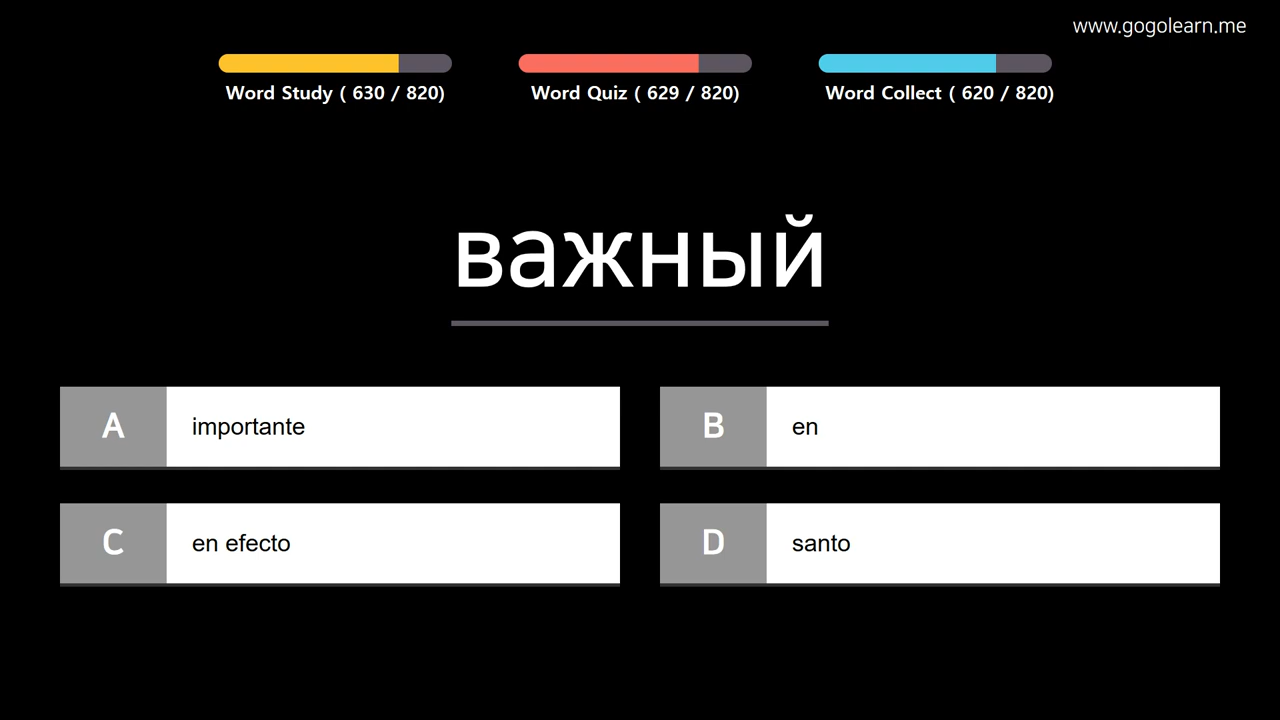 www.gogolearn.me
Word Study ( 630 / 820)
Word Quiz ( 629 / 820)
Word Collect ( 620 / 820)
важный
A importante
B en
C en efecto
D santo